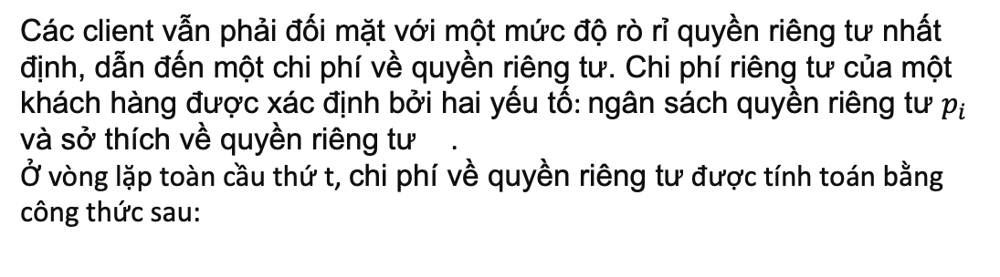 Các client vẫn phải đối mặt với một mức độ rò rỉ quyền riêng tư nhất
định, dẫn đến một chi phí về quyền riêng tư. Chi phí riêng tư của một
khách hàng được xác định bởi hai yếu tố: ngân sách quyền riêng tư pᵢ
và sở thích về quyền riêng tư .
Ở vòng lặp toàn cầu thứ t, chi phí về quyền riêng tư được tính toán bằng
công thức sau: